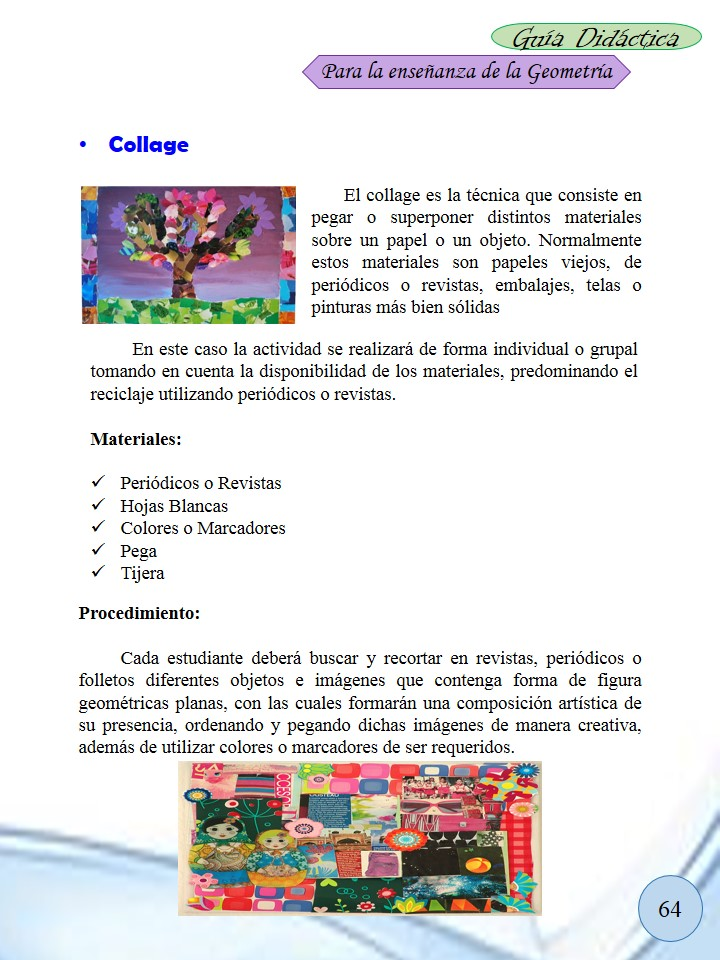 Guía Didáctica
Para la enseñanza de la Geometría
• Collage
El collage es la técnica que consiste en
pegar o superponer distintos materiales
sobre un papel o un objeto. Normalmente
estos materiales son papeles viejos, de
periódicos o revistas, embalajes, telas o
pinturas más bien sólidas
En este caso la actividad se realizará de forma individual o grupal
tomando en cuenta la disponibilidad de los materiales, predominando el
reciclaje utilizando periódicos o revistas.
Materiales:
✓ Periódicos o Revistas
✓ Hojas Blancas
✓ Colores o Marcadores
✓ Pega
✓ Tijera
Procedimiento:
Cada estudiante deberá buscar y recortar en revistas, periódicos o
folletos diferentes objetos e imágenes que contenga forma de figura
geométricas planas, con las cuales formarán una composición artística de
su presencia, ordenando y pegando dichas imágenes de manera creativa,
además de utilizar colores o marcadores de ser requeridos.
64